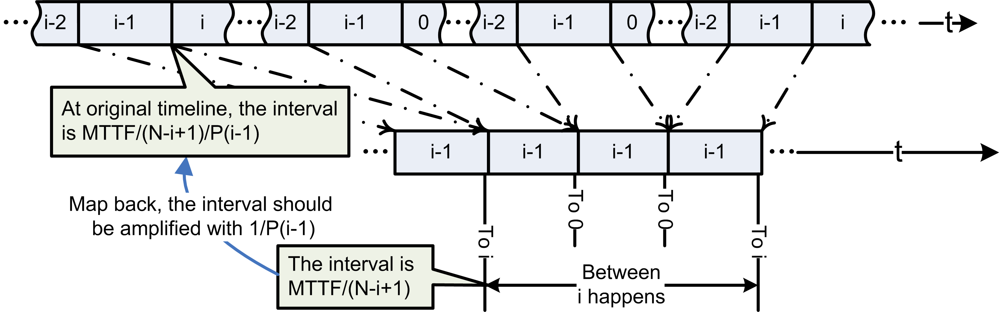 ••• i-2 i-1 i ••• i-2 i-1 0 ••• i-2 i-1 0 ••• i-2 i-1 i ••• t
At original timeline, the interval
is MTTF/(N-i+1)/P(i-1)
••• i-1 i-1 i-1 i-1 ••• t
Map back, the interval should
be amplified with 1/P(i-1)
To i
To 0
To 0
To i
The interval is
MTTF/(N-i+1)
Between
i happens